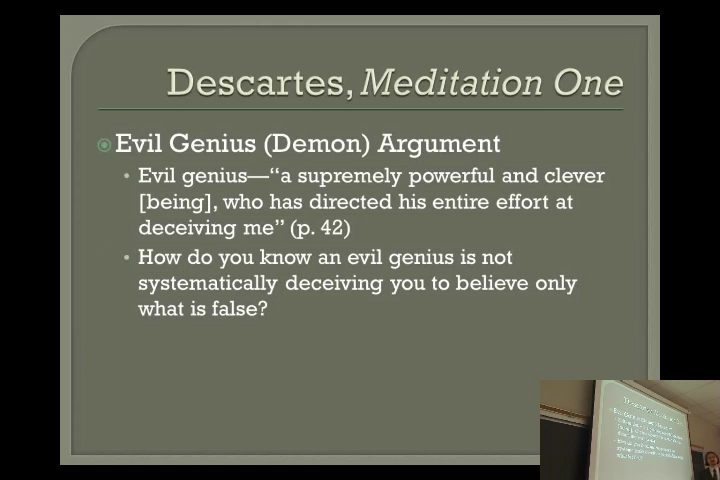 Descartes, Meditation One
Evil Genius (Demon) Argument
Evil genius—“a supremely powerful and clever
[being], who has directed his entire effort at
deceiving me” (p. 42)
How do you know an evil genius is not
systematically deceiving you to believe only
what is false?